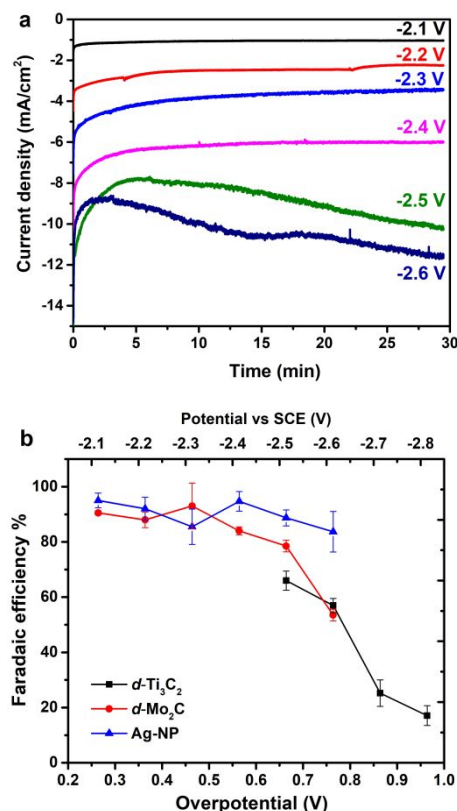 a
0
-2
-4
-6
-8
-10
-12
-14
Current density (mA/cm²)
-2.1 V
-2.2 V
-2.3 V
-2.4 V
-2.5 V
-2.6 V
0 5 10 15 20 25 30
Time (min)
b
Potential vs SCE (V)
-2.1 -2.2 -2.3 -2.4 -2.5 -2.6 -2.7 -2.8
100
80
60
40
20
0
Faradaic efficiency %
d-Ti₃C₂
d-Mo₂C
Ag-NP
0.2 0.3 0.4 0.5 0.6 0.7 0.8 0.9 1.0
Overpotential (V)